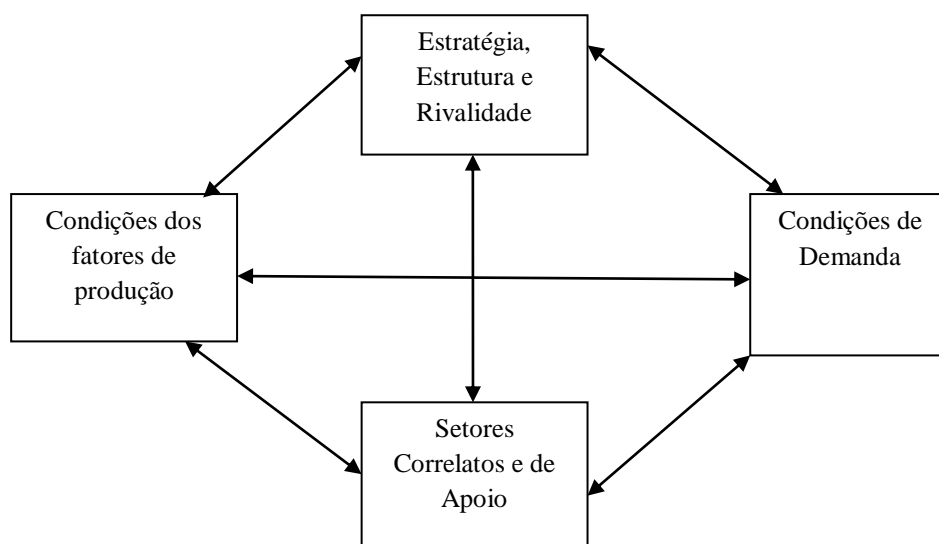 Estratégia,
Estrutura e
Rivalidade
Condições dos
fatores de
produção
Condições de
Demanda
Setores
Correlatos e de
Apoio